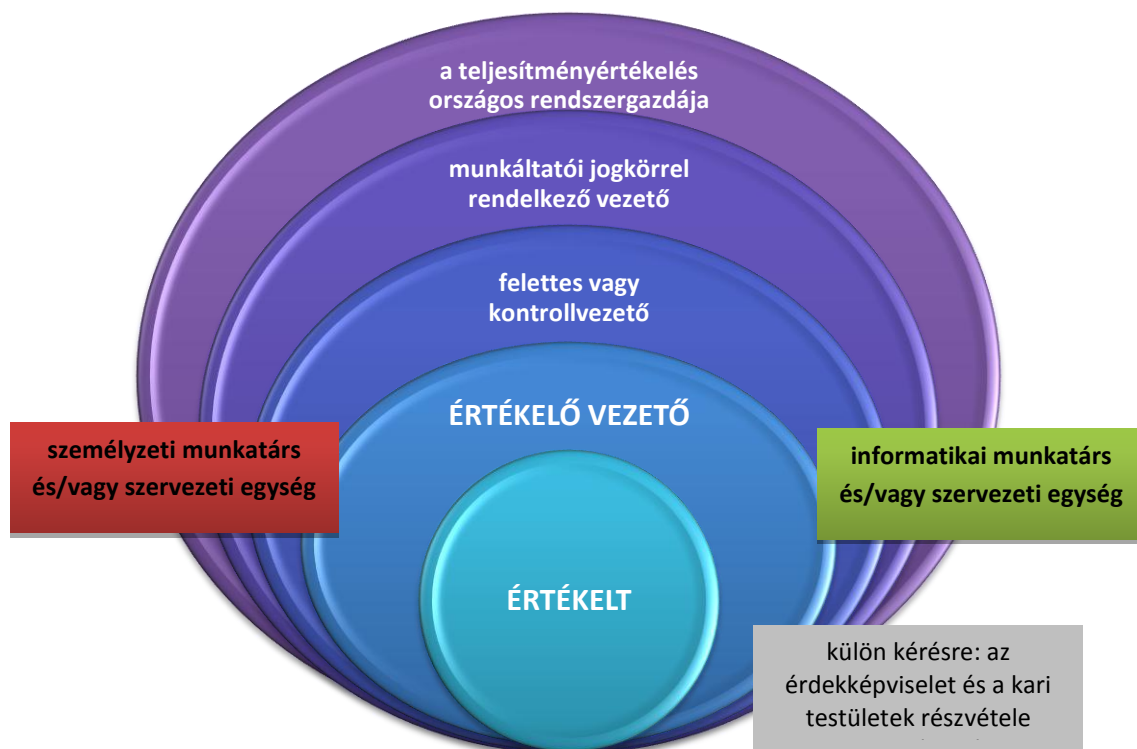 a teljesítményértékelés
országos rendszergazdája
munkáltatói jogkörrel
rendelkező vezető
felettes vagy
kontrollvezető
ÉRTÉKELŐ VEZETŐ
személyzeti munkatárs
és/vagy szervezeti egység
informatikai munkatárs
és/vagy szervezeti egység
ÉRTÉKELT
külön kérésre: az
érdekképviselet és a kari
testületek részvétele